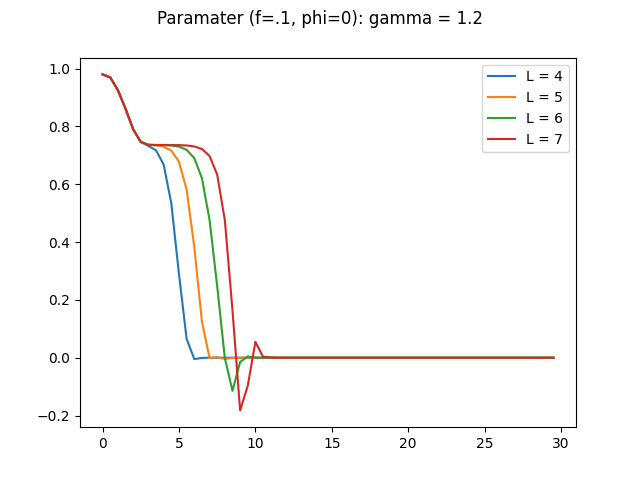 Paramater (f=.1, phi=0): gamma = 1.2
1.0
0.8
0.6
0.4
0.2
0.0
−0.2
L = 4
L = 5
L = 6
L = 7
0 5 10 15 20 25 30